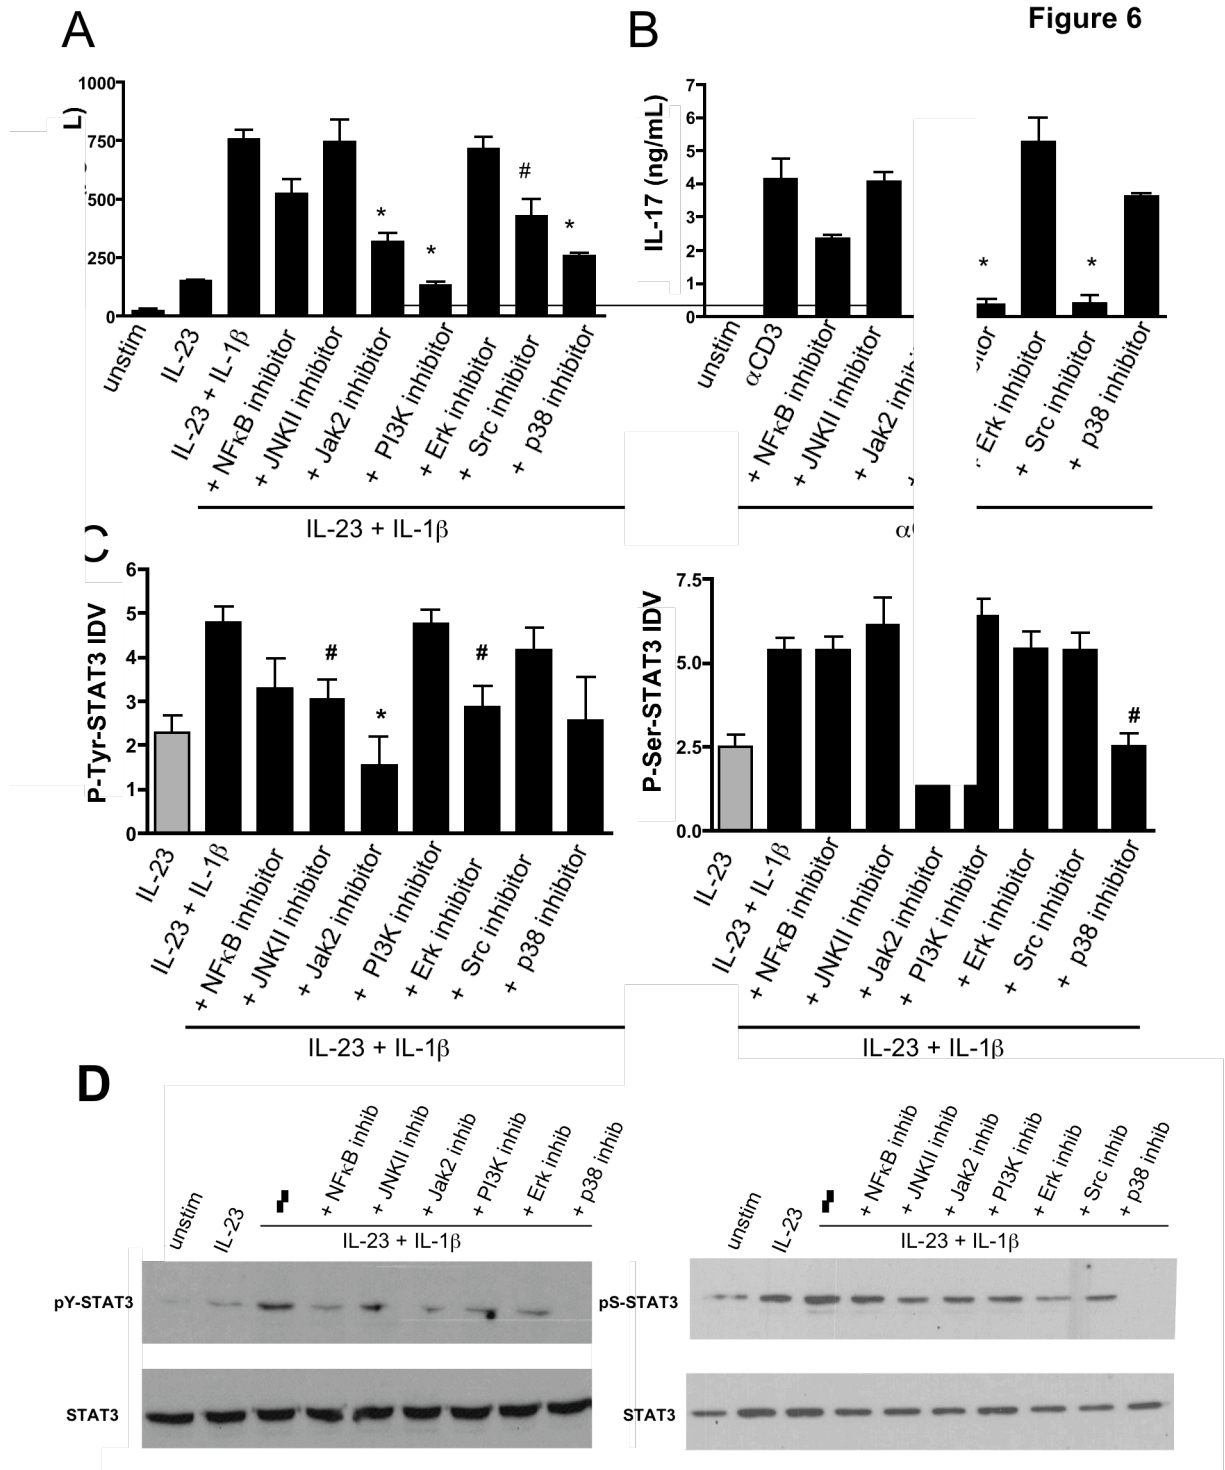 Figure 6
A
B
L)
1000
750
500
250
0
#
*
*
*
unstim
IL-23
IL-23 + IL-1β
+ NFκB inhibitor
+ JNKII inhibitor
+ Jak2 inhibitor
+ PI3K inhibitor
+ Erk inhibitor
+ Src inhibitor
+ p38 inhibitor
IL-23 + IL-1β
IL-17 (ng/mL)
7
6
5
4
3
2
1
0
*
*
unstim
αCD3
+ NFκB inhibitor
+ JNKII inhibitor
+ Jak2 inhib
Erk inhibitor
+ Src inhibitor
+ p38 inhibitor
α
C
P-Tyr-STAT3 IDV
6
5
4
3
2
1
0
#
*
#
IL-23
IL-23 + IL-1β
+ NFκB inhibitor
+ JNKII inhibitor
+ Jak2 inhibitor
+ PI3K inhibitor
+ Erk inhibitor
+ Src inhibitor
+ p38 inhibitor
IL-23 + IL-1β
P-Ser-STAT3 IDV
7.5
5.0
2.5
0.0
#
IL-23
IL-23 + IL-1β
+ NFκB inhibitor
+ JNKII inhibitor
+ Jak2 inhibitor
+ PI3K inhibitor
+ Erk inhibitor
+ Src inhibitor
+ p38 inhibitor
IL-23 + IL-1β
D
unstim
IL-23
+ NFκB inhib
+ JNKII inhib
+ Jak2 inhib
+ PI3K inhib
+ Erk inhib
+ p38 inhib
IL-23 + IL-1β
pY-STAT3
STAT3
unstim
IL-23
+ NFκB inhib
+ JNKII inhib
+ Jak2 inhib
+ PI3K inhib
+ Erk inhib
+ Src inhib
+ p38 inhib
IL-23 + IL-1β
pS-STAT3
STAT3